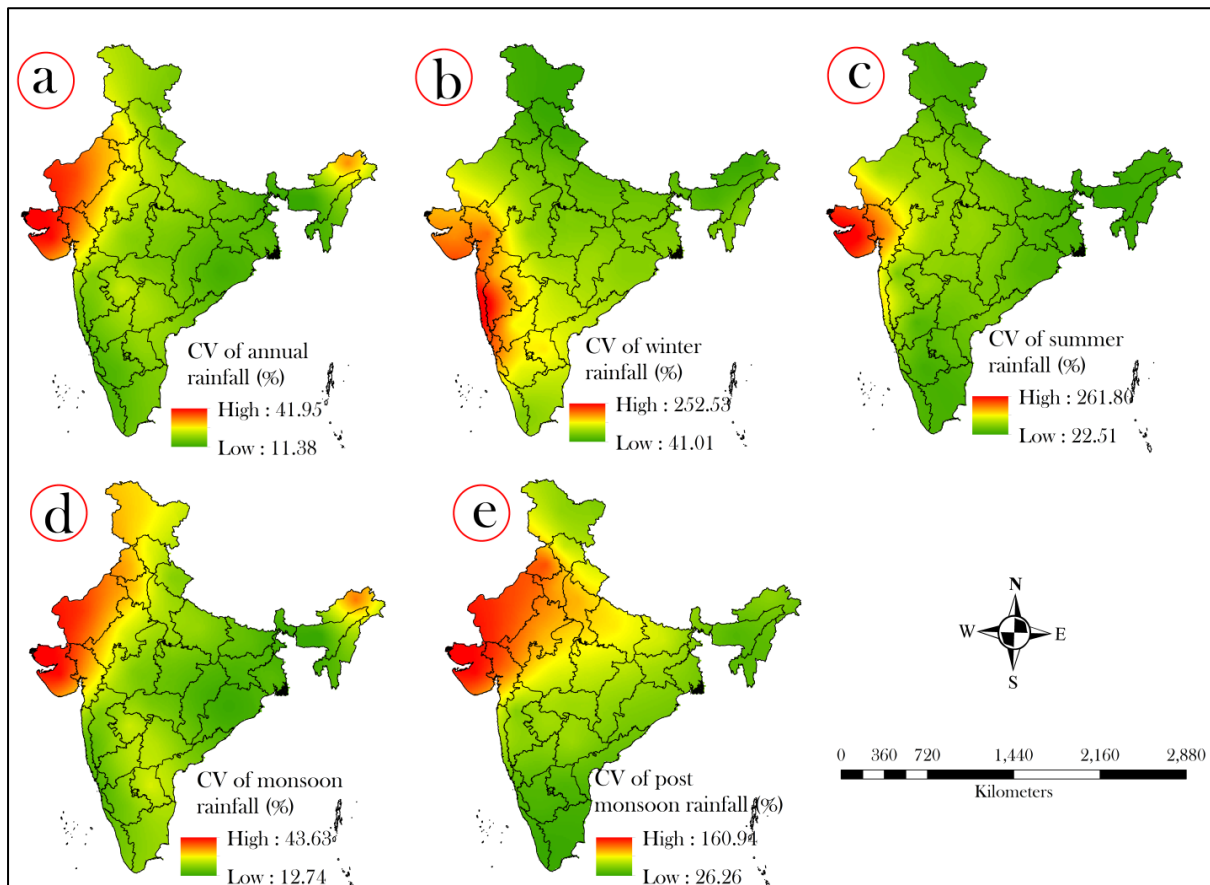 a
b
c
CV of annual
rainfall (%)
High : 41.95
Low : 11.38
CV of winter
rainfall (%)
High : 252.53
Low : 41.01
CV of summer
rainfall (%)
High : 261.80
Low : 22.51
d
e
CV of monsoon
rainfall (%)
High : 43.63
Low : 12.74
CV of post
monsoon rainfall (%)
High : 160.94
Low : 26.26
N
W
E
S
0 360 720 1,440 2,160 2,880
Kilometers